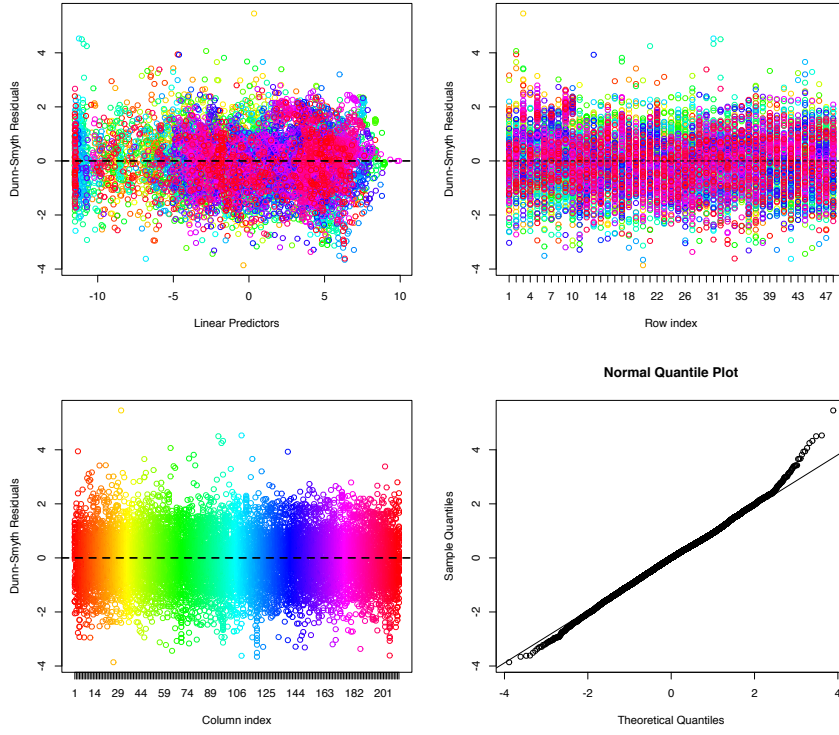 Dunn-Smyth Residuals
4
2
0
-2
-4
-10
-5
0
5
10
Linear Predictors
Dunn-Smyth Residuals
4
2
0
-2
-4
1 4 7 10 14 18 22 26 31 35 39 43 47
Row index
Dunn-Smyth Residuals
4
2
0
-2
-4
1 14 29 44 59 74 89 106 125 144 163 182 201
Column index
Normal Quantile Plot
Sample Quantiles
4
2
0
-2
-4
-4
-2
0
2
4
Theoretical Quantiles